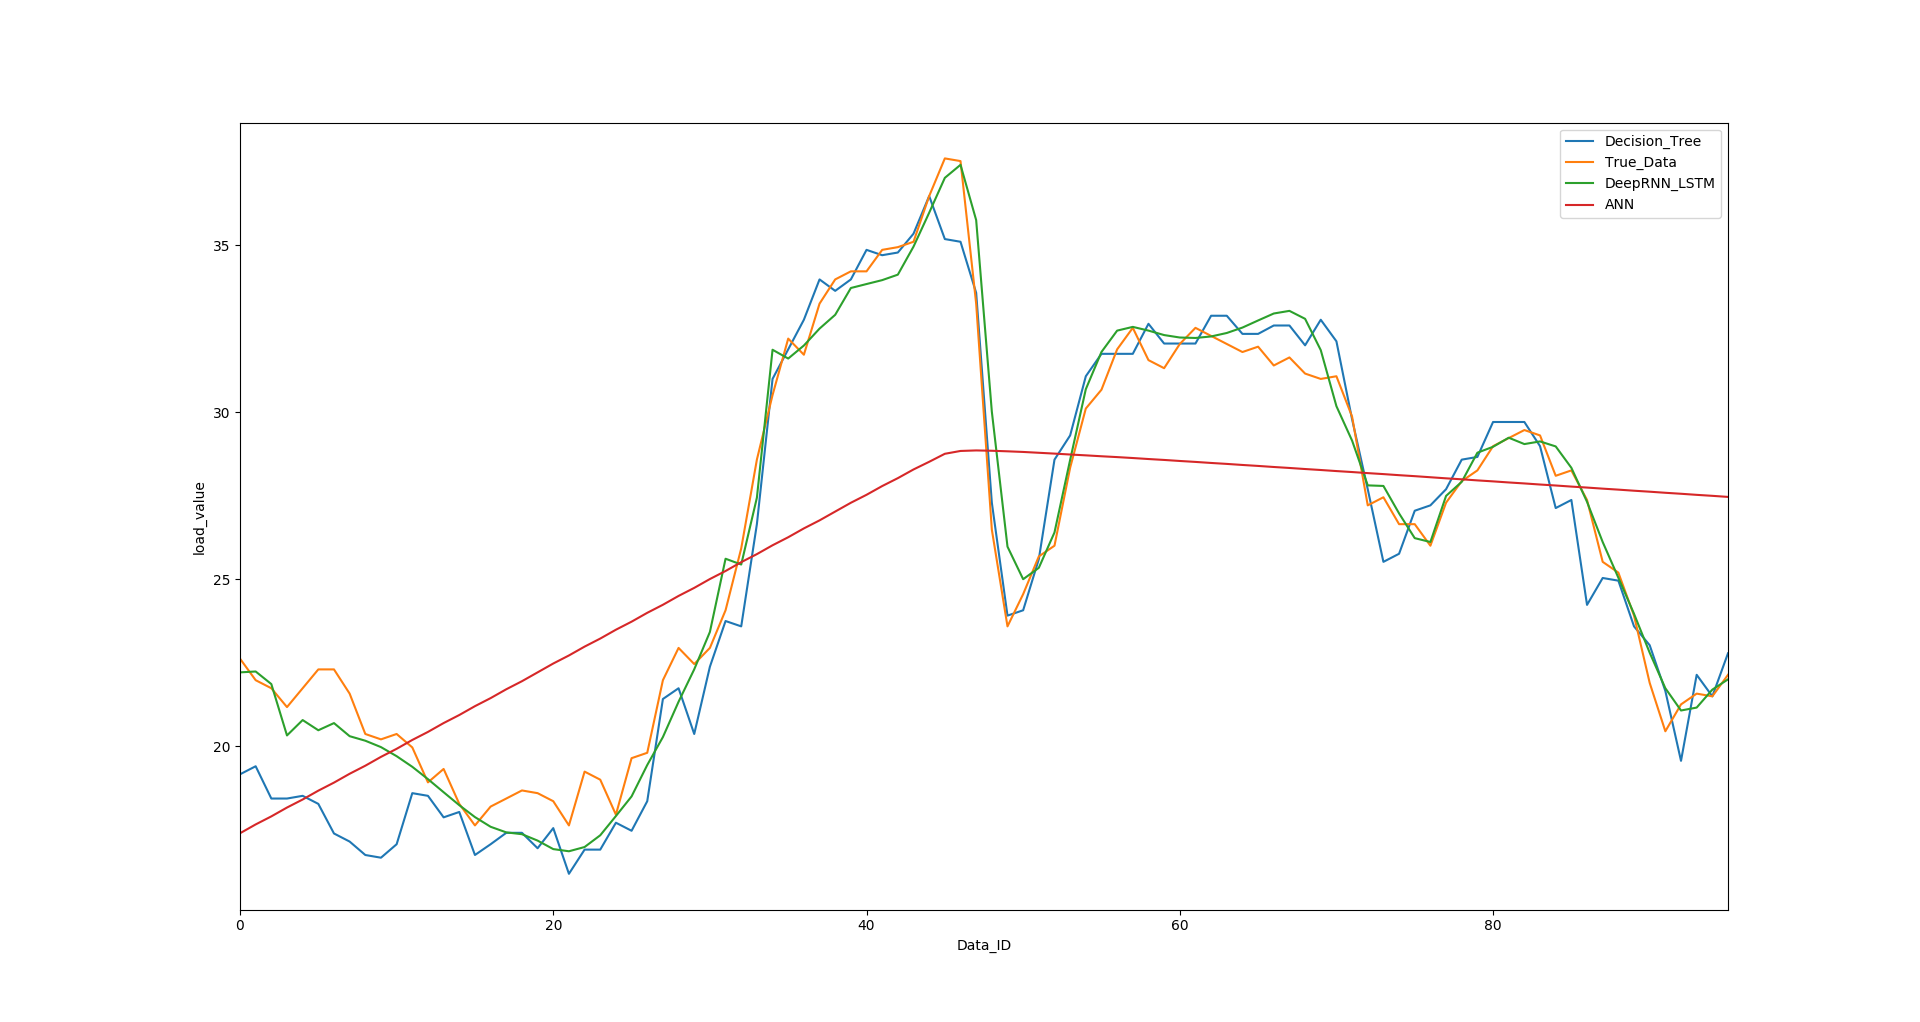 Decision_Tree
True_Data
DeepRNN_LSTM
ANN
35
30
25
20
load_value
0 20 40 60 80
Data_ID